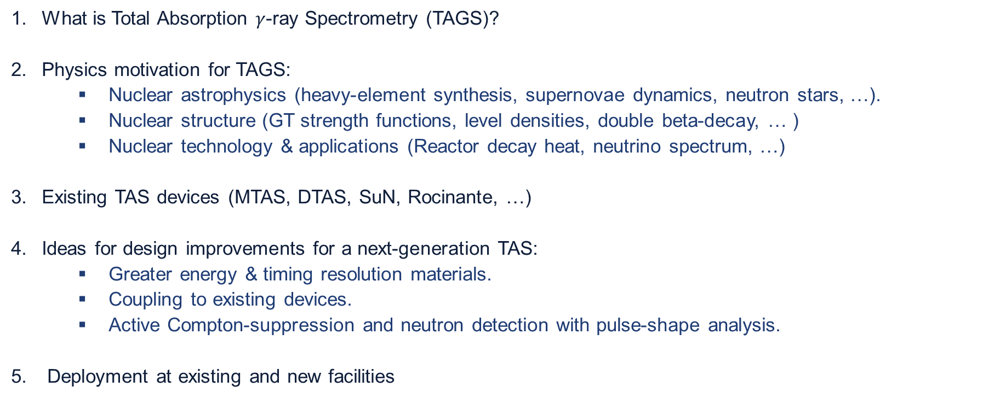 1. What is Total Absorption γ-ray Spectrometry (TAGS)?
2. Physics motivation for TAGS:
▪ Nuclear astrophysics (heavy-element synthesis, supernovae dynamics, neutron stars, …).
▪ Nuclear structure (GT strength functions, level densities, double beta-decay, … )
▪ Nuclear technology & applications (Reactor decay heat, neutrino spectrum, …)
3. Existing TAS devices (MTAS, DTAS, SuN, Rocinante, …)
4. Ideas for design improvements for a next-generation TAS:
▪ Greater energy & timing resolution materials.
▪ Coupling to existing devices.
▪ Active Compton-suppression and neutron detection with pulse-shape analysis.
5. Deployment at existing and new facilities